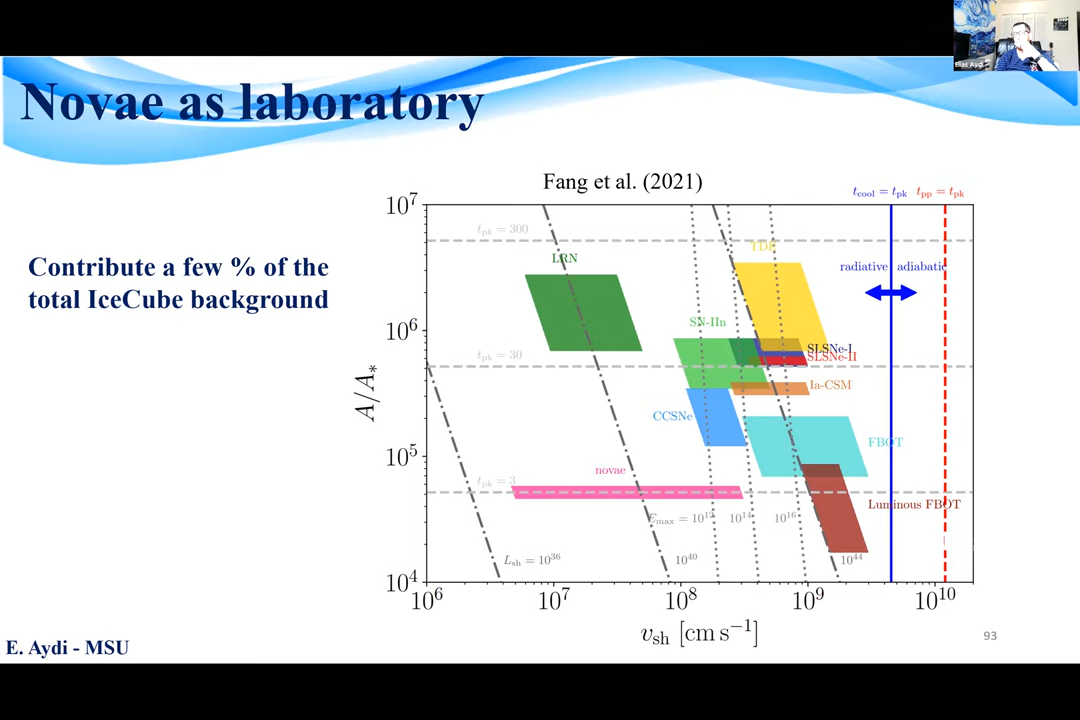 Elias Aydi
Novae as laboratory
Fang et al. (2021)
Contribute a few % of the
total IceCube background
t_cool = t_pk t_pp = t_pk
10^7
t_pk = 300
TDE
LRN
radiative adiabatic
SN-IIn
10^6
SLSNe-I
t_pk = 30
SLSNe-II
A/A_*
Ia-CSM
CCSNe
FBOT
10^5
novae
t_pk = 3
Luminous FBOT
E_max = 10^12 10^14 10^16
L_sh = 10^36 10^40 10^44
10^4
10^6 10^7 10^8 10^9 10^10
v_sh [cm s^−1]
93
E. Aydi - MSU